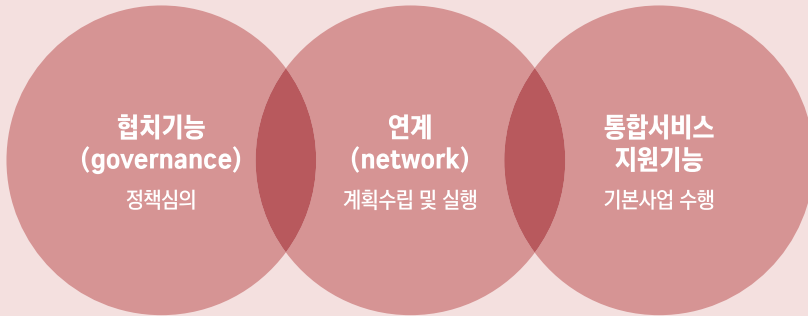 협치기능
(governance)
정책심의
연계
(network)
계획수립 및 실행
통합서비스
지원기능
기본사업 수행